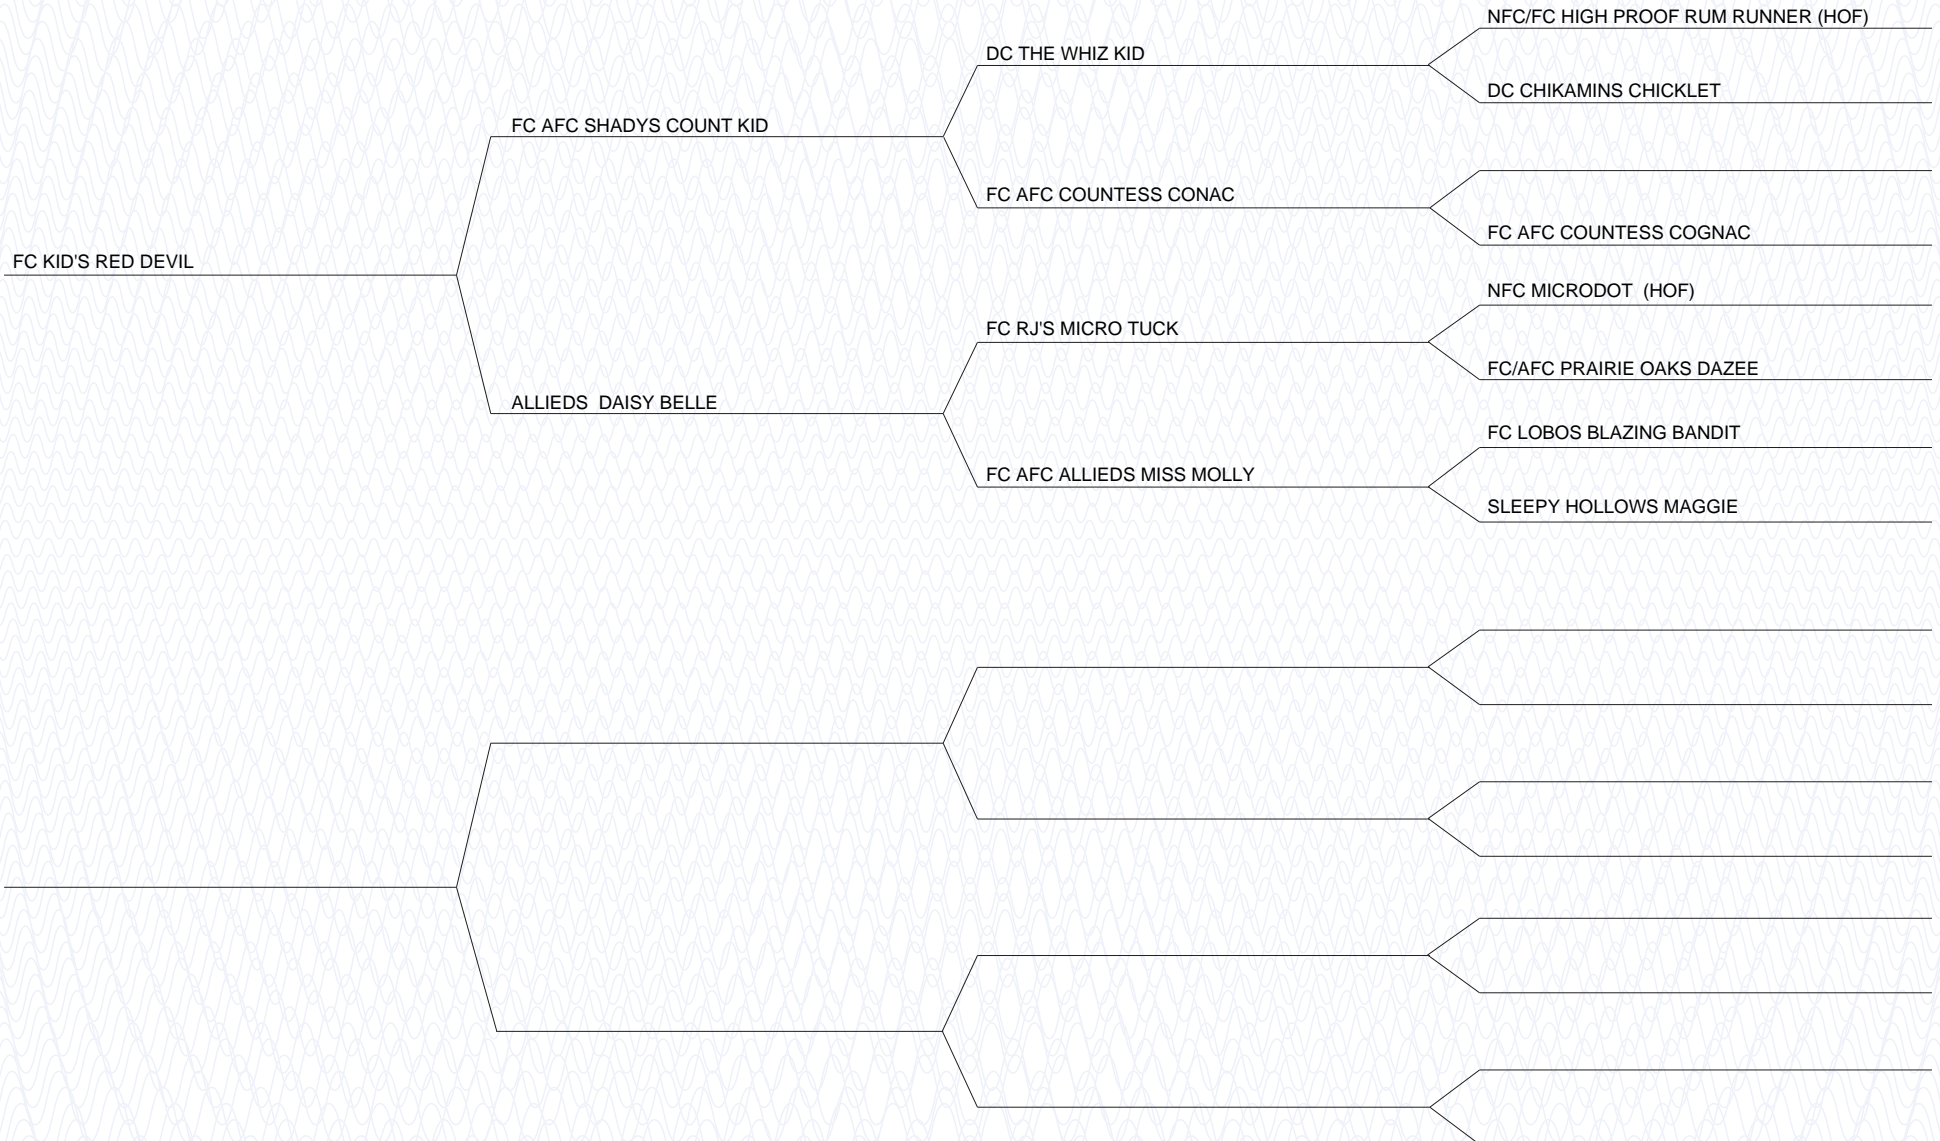 NFC/FC HIGH PROOF RUM RUNNER (HOF)
DC THE WHIZ KID
DC CHIKAMINS CHICKLET
FC AFC SHADYS COUNT KID
FC AFC COUNTESS CONAC
FC AFC COUNTESS COGNAC
FC KID'S RED DEVIL
NFC MICRODOT  (HOF)
FC RJ'S MICRO TUCK
FC/AFC PRAIRIE OAKS DAZEE
ALLIEDS  DAISY BELLE
FC LOBOS BLAZING BANDIT
FC AFC ALLIEDS MISS MOLLY
SLEEPY HOLLOWS MAGGIE